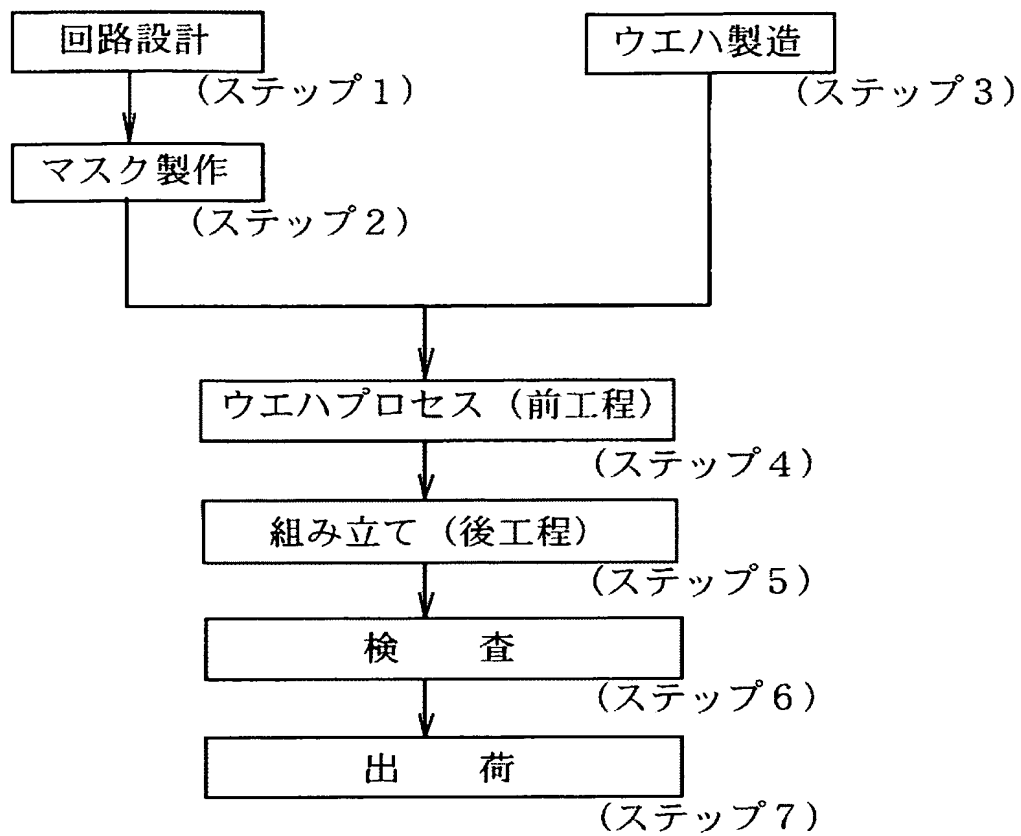 回路設計
(ステップ1)
マスク製作
(ステップ2)
ウエハ製造
(ステップ3)
ウエハプロセス(前工程)
(ステップ4)
組み立て(後工程)
(ステップ5)
検　査
(ステップ6)
出　荷
(ステップ7)